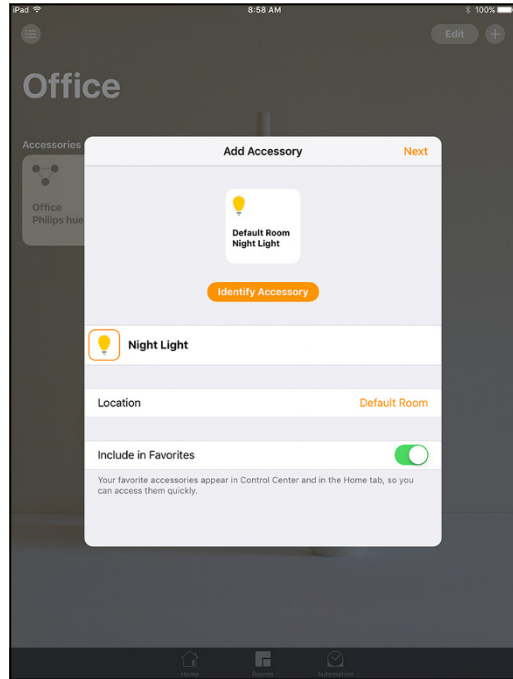 iPad 8:58 AM 100%
Edit
Office
Accessories
Office
Philips hue
Add Accessory Next
Default Room
Night Light
Identify Accessory
Night Light
Location Default Room
Include in Favorites
Your favorite accessories appear in Control Center and in the Home tab, so you
can access them quickly.
Home Rooms Automation